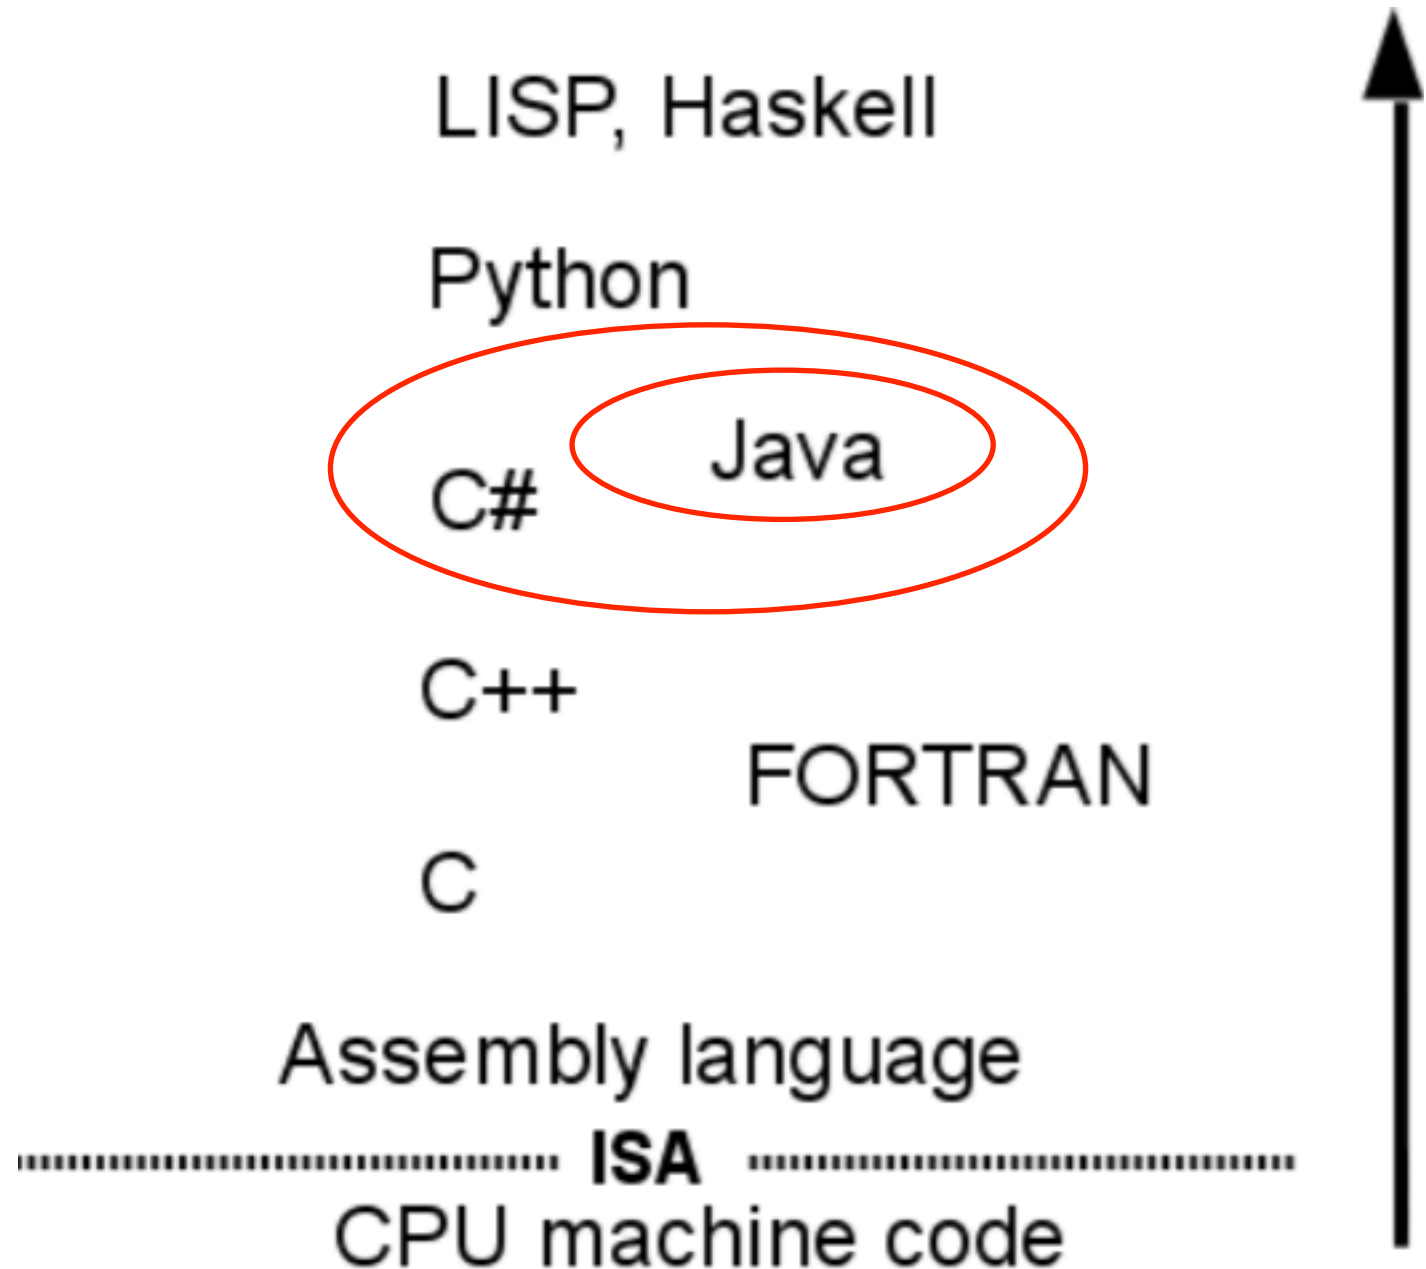 LISP, Haskell
Python
Java
C#
C++
FORTRAN
C
Assembly language
ISA
CPU machine code